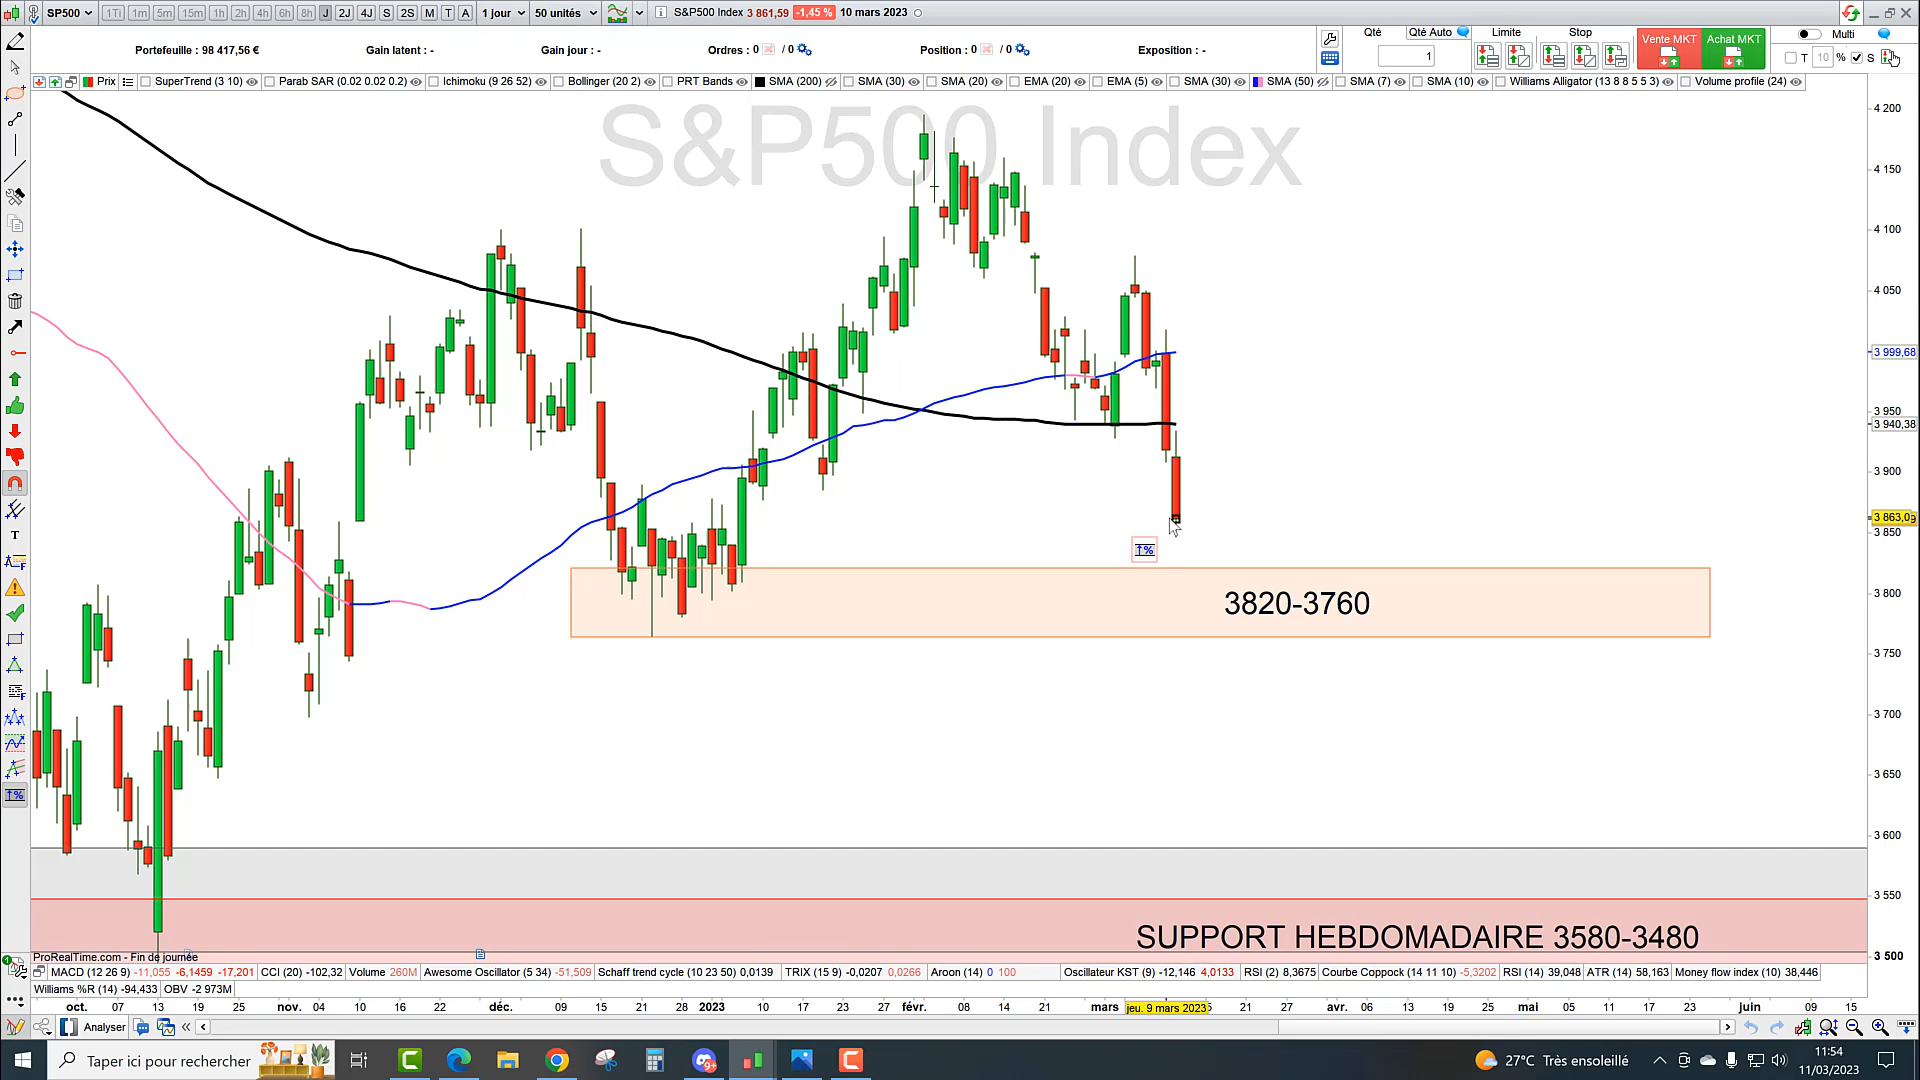 SP500 1Ti 1m 5m 15m 1h 2h 4h 6h 8h J 2J 4J S 2S M T A 1 jour 50 unités S&P500 Index 3 861,59 -1,45 % 10 mars 2023
Portefeuille : 98 417,56 € Gain latent : - Gain jour : - Ordres : 0 / 0 Position : 0 / 0 Exposition : -
Qté Qté Auto Limite Stop Vente MKT Achat MKT Multi
1 T 10 % S
Prix SuperTrend (3 10) Parab SAR (0.02 0.02 0.2) Ichimoku (9 26 52) Bollinger (20 2) PRT Bands SMA (200) SMA (30) SMA (20) EMA (20) EMA (5) SMA (30) SMA (50) SMA (7) SMA (10) Williams Alligator (13 8 8 5 5 3) Volume profile (24)
S&P500 Index
4 200
4 150
4 100
4 050
3 999,68
3 950
3 940,38
3 900
3 863,09
3 850
3820-3760
3 800
3 750
3 700
3 650
3 600
3 550
SUPPORT HEBDOMADAIRE 3580-3480
3 500
ProRealTime.com - Fin de journée
MACD (12 26 9) -11,055 -6,1459 -17,201 CCI (20) -102,32 Volume 260M Awesome Oscillator (5 34) -51,509 Schaff trend cycle (10 23 50) 0,0139 TRIX (15 9) -0,0207 0,0266 Aroon (14) 0 100 Oscillateur KST (9) -12,146 4,0133 RSI (2) 8,3675 Courbe Coppock (14 11 10) -5,3202 RSI (14) 39,048 ATR (14) 58,163 Money flow index (10) 38,446
Williams %R (14) -94,433 OBV -2 973M
oct. 07 13 19 25 nov. 04 10 16 22 déc. 09 15 21 28 2023 10 17 23 27 févr. 08 14 21 mars jeu. 9 mars 2023 21 27 avr. 06 13 19 25 mai 05 11 17 23 juin 09 15
Analyser
Taper ici pour rechercher 27°C Très ensoleillé 11:54
11/03/2023